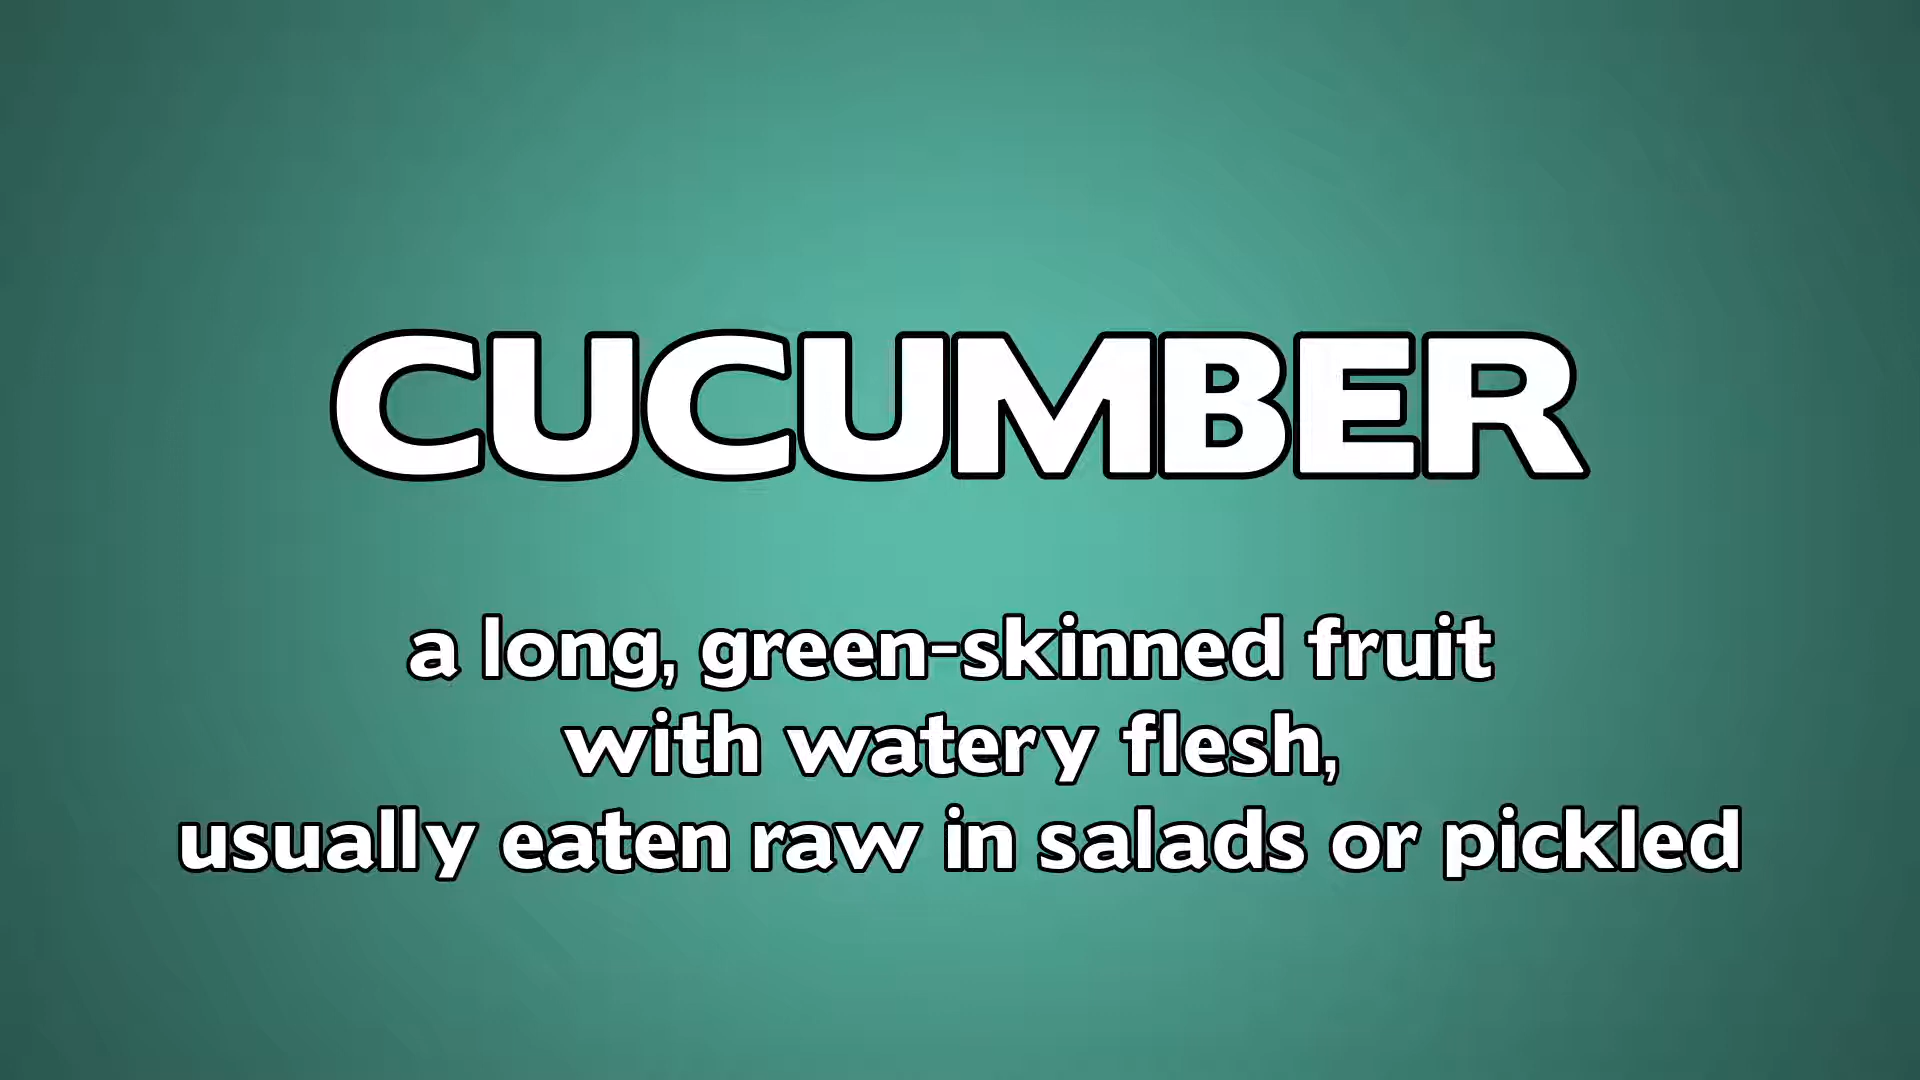 CUCUMBER
a long, green-skinned fruit
with watery flesh,
usually eaten raw in salads or pickled